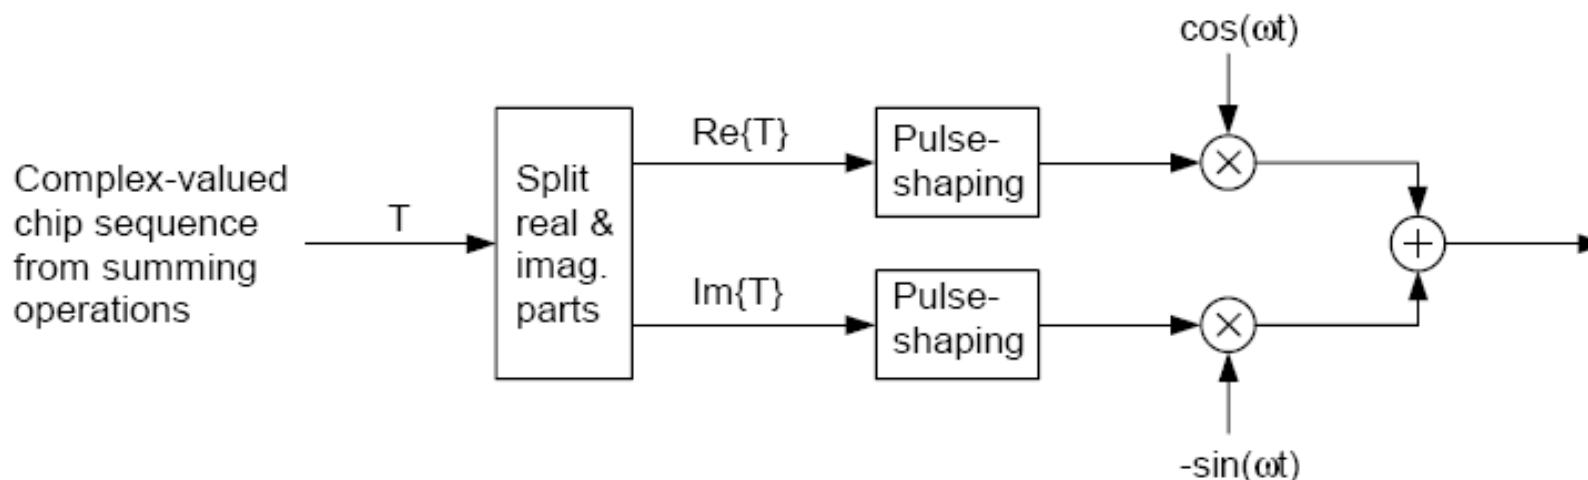 cos(ωt)
Complex-valued
chip sequence
from summing
operations
T
Split
real &
imag.
parts
Re{T}
Pulse-
shaping
Im{T}
Pulse-
shaping
-sin(ωt)